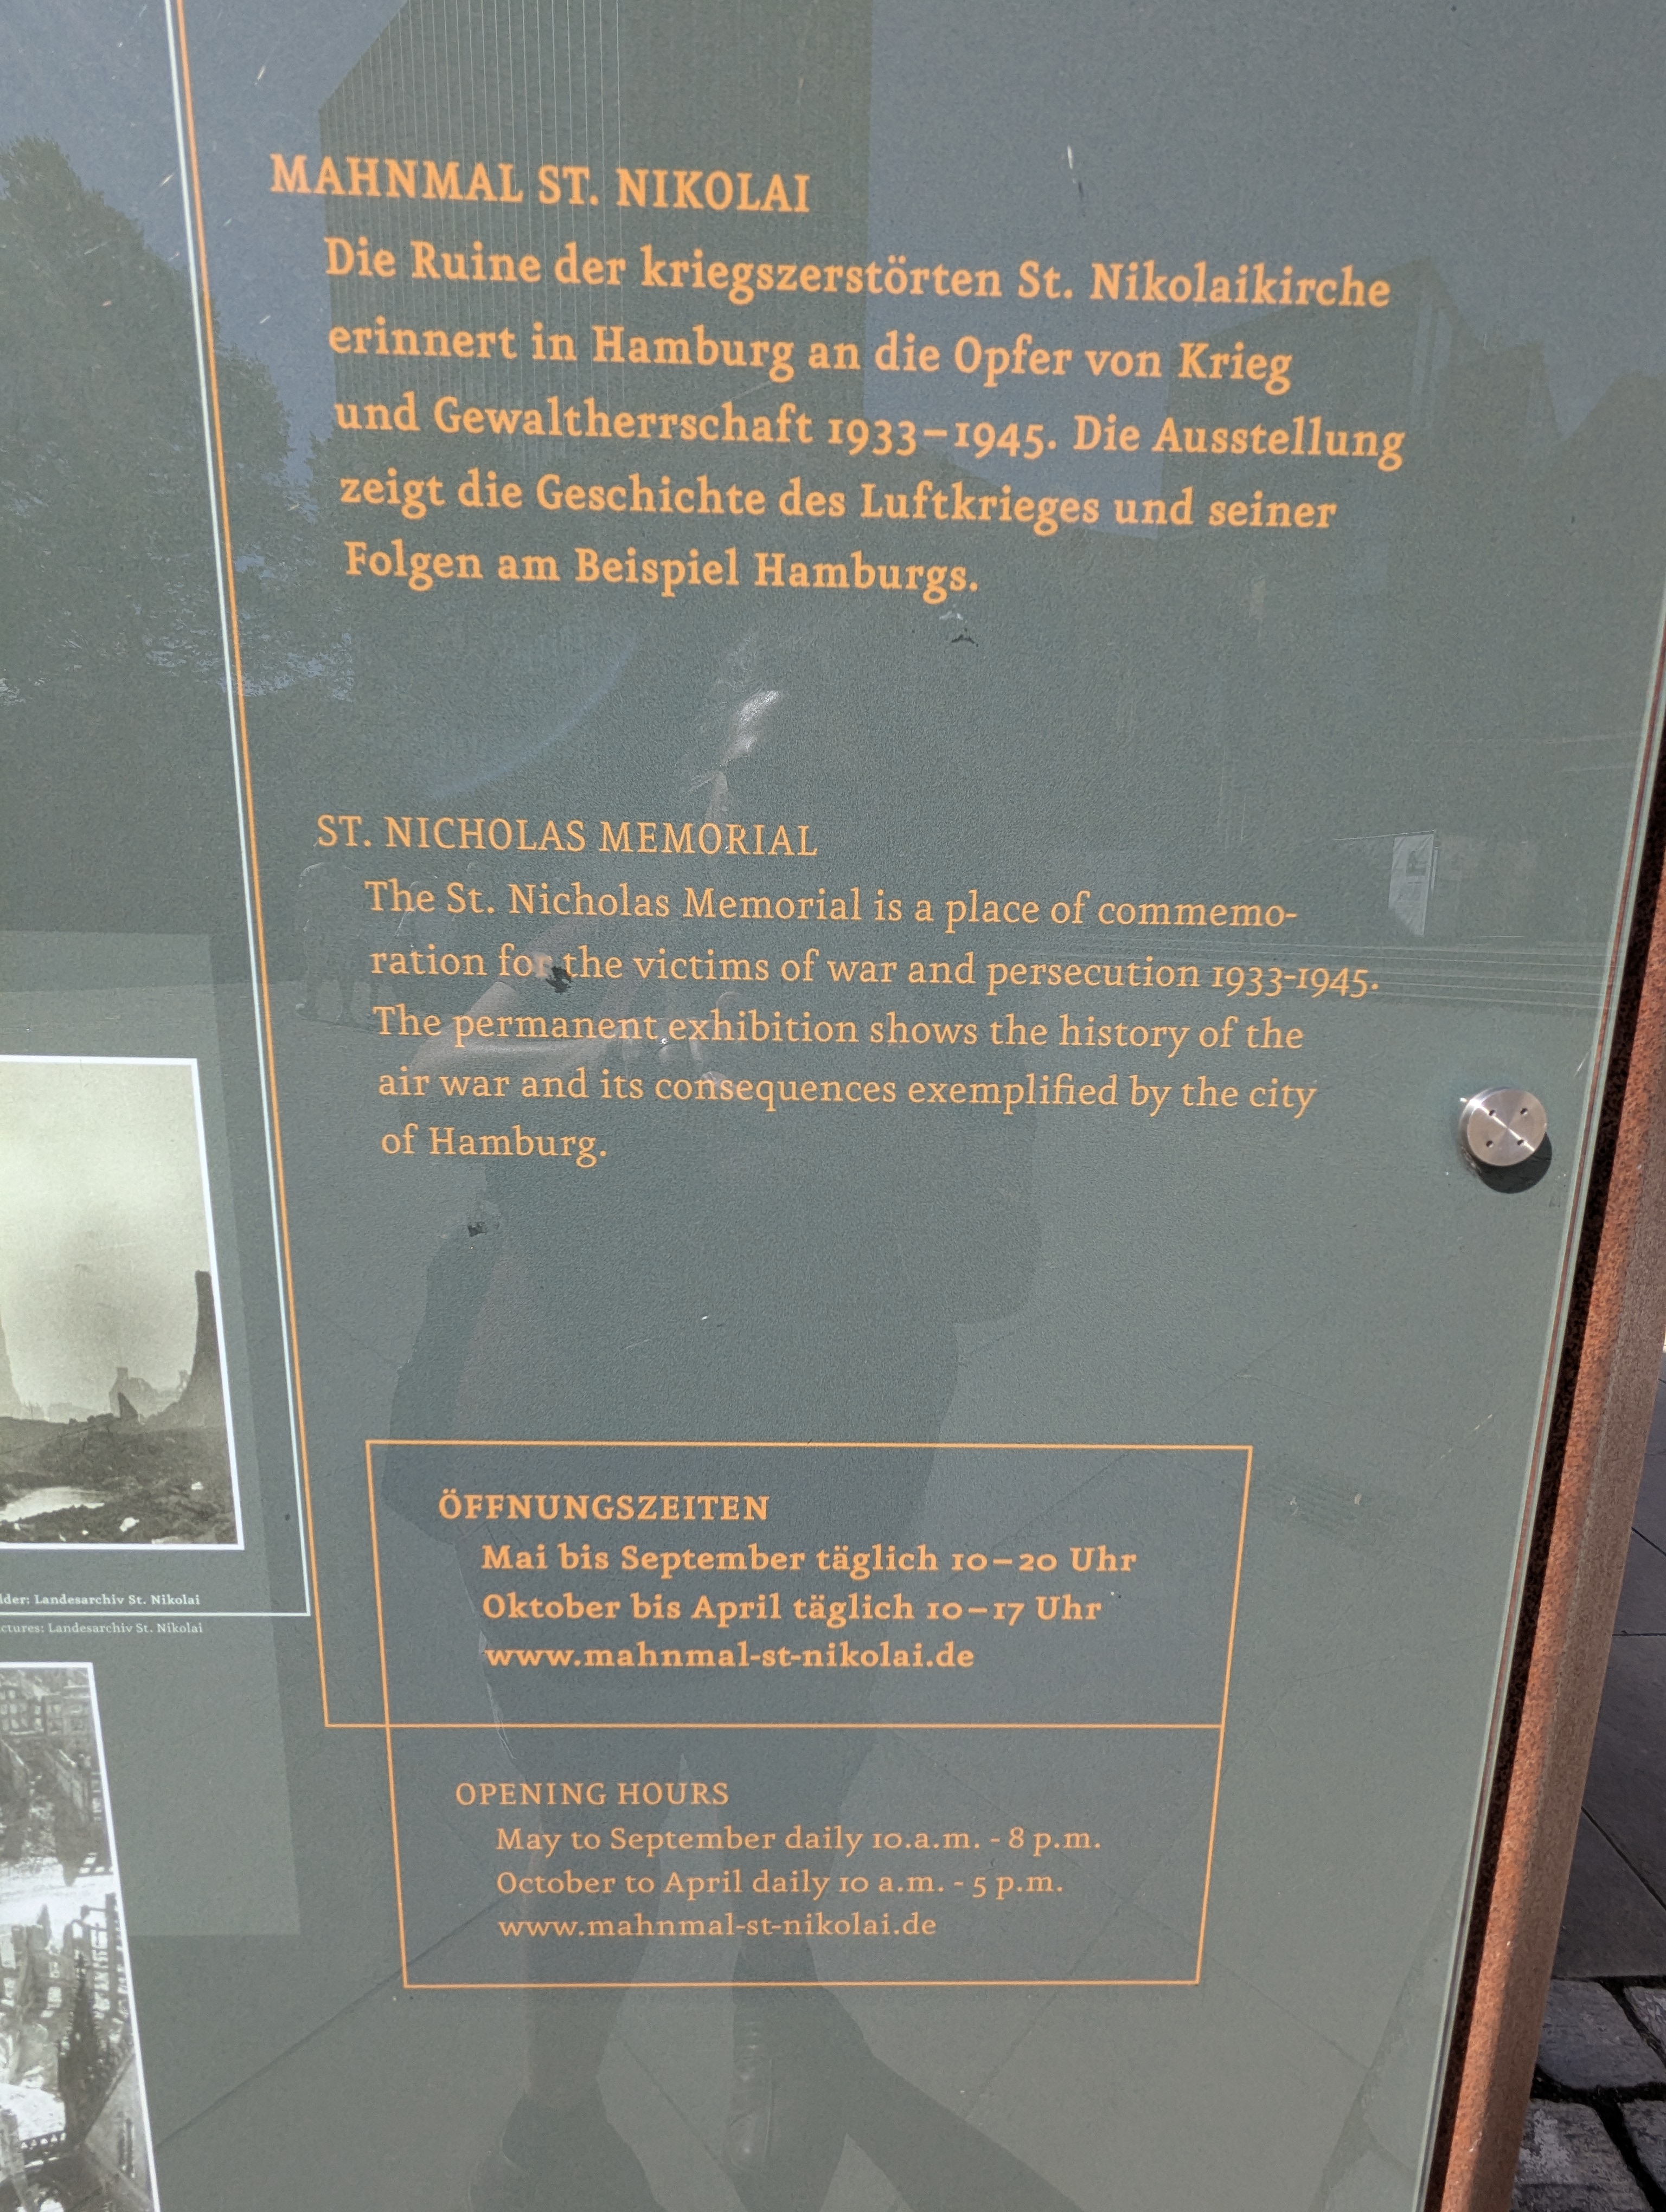 MAHNMAL ST. NIKOLAI
Die Ruine der kriegszerstörten St. Nikolaikirche
erinnert in Hamburg an die Opfer von Krieg
und Gewaltherrschaft 1933–1945. Die Ausstellung
zeigt die Geschichte des Luftkrieges und seiner
Folgen am Beispiel Hamburgs.
ST. NICHOLAS MEMORIAL
The St. Nicholas Memorial is a place of commemo-
ration for the victims of war and persecution 1933-1945.
The permanent exhibition shows the history of the
air war and its consequences exemplified by the city
of Hamburg.
Landesarchiv St. Nikolai
Landesarchiv St. Nikolai
ÖFFNUNGSZEITEN
Mai bis September täglich 10–20 Uhr
Oktober bis April täglich 10–17 Uhr
www.mahnmal-st-nikolai.de
OPENING HOURS
May to September daily 10.a.m. - 8 p.m.
October to April daily 10 a.m. - 5 p.m.
www.mahnmal-st-nikolai.de